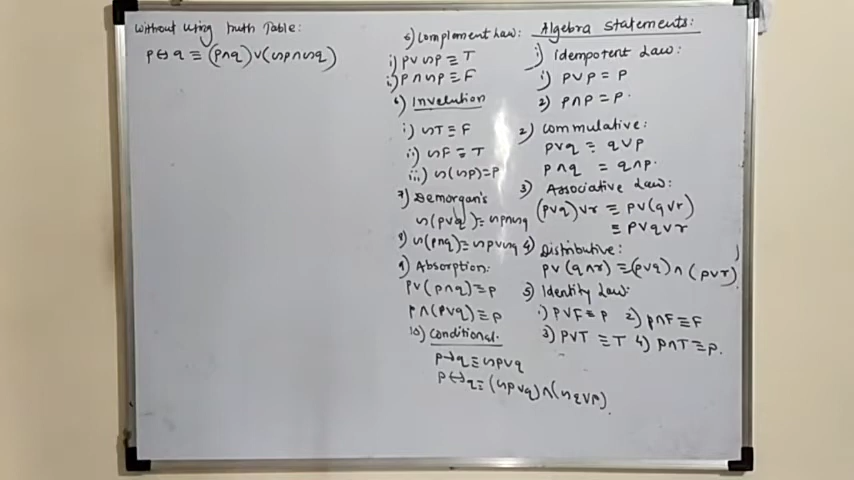 Without using truth Table:
p↔q ≡ (p∧q)∨(∽p∧∽q)
5) Complement Law:
i) p∨∽p ≡ T
ii) p∧∽p ≡ F
6) Involution
i) ∽T ≡ F
ii) ∽F ≡ T
iii) ∽(∽p)=p
7) Demorgan's
∽(p∨q)≡∽p∧∽q
8) ∽(p∧q)≡∽p∨∽q
9) Absorption:
p∨(p∧q)≡p
p∧(p∨q)≡p
10) Conditional.
p→q ≡ ∽p∨q
p↔q≡(∽p∨q)∧(∽q∨p).
Algebra Statements:
1) Idempotent Law:
1) p∨p = p
2) p∧p = p.
2) Commulative:
p∨q ≡ q∨p
p∧q = q∧p.
3) Associative Law:
(p∨q)∨r ≡ p∨(q∨r)
≡ p∨q∨r
4) Distributive:
p∨(q∧r) ≡(p∨q)∧(p∨r)
5) Identity Law:
1) p∨F≡p 2) p∧F≡F
3) p∨T ≡T 4) p∧T ≡p.